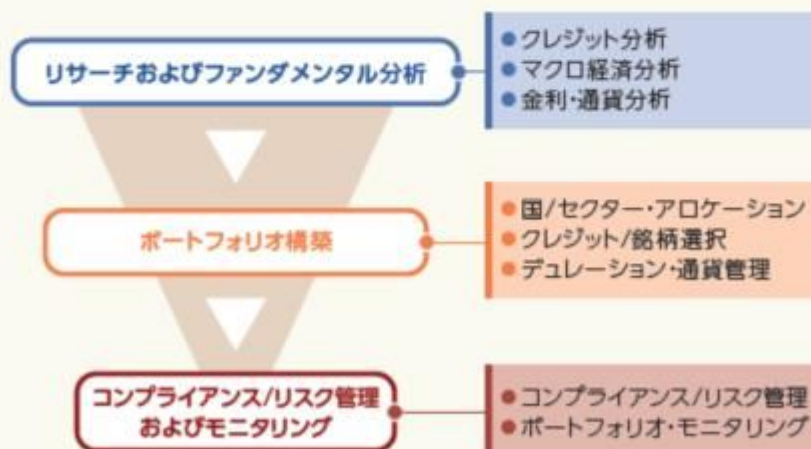 リサーチおよびファンダメンタル分析
●クレジット分析
●マクロ経済分析
●金利・通貨分析
ポートフォリオ構築
●国/セクター・アロケーション
●クレジット/銘柄選択
●デュレーション・通貨管理
コンプライアンス/リスク管理
およびモニタリング
●コンプライアンス/リスク管理
●ポートフォリオ・モニタリング